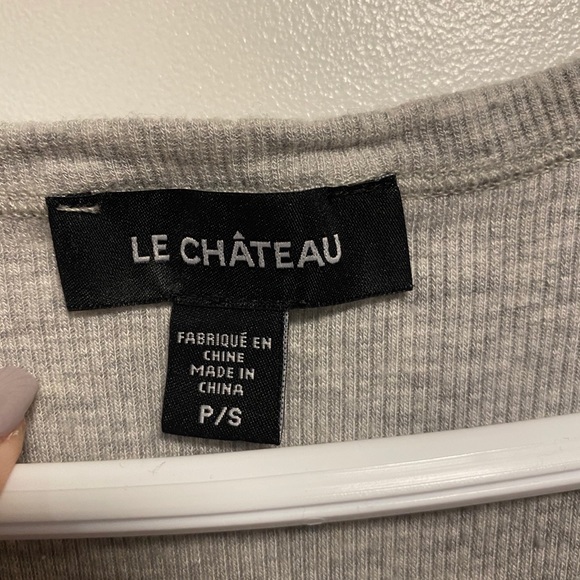 LE CHÂTEAU
FABRIQUÉ EN
CHINE
MADE IN
CHINA
P/S